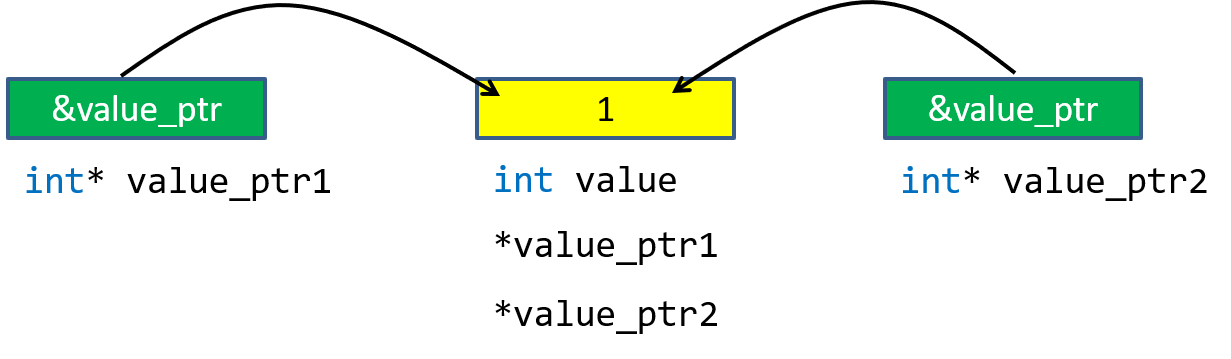 &value_ptr 1 &value_ptr
int* value_ptr1 int value int* value_ptr2
*value_ptr1
*value_ptr2